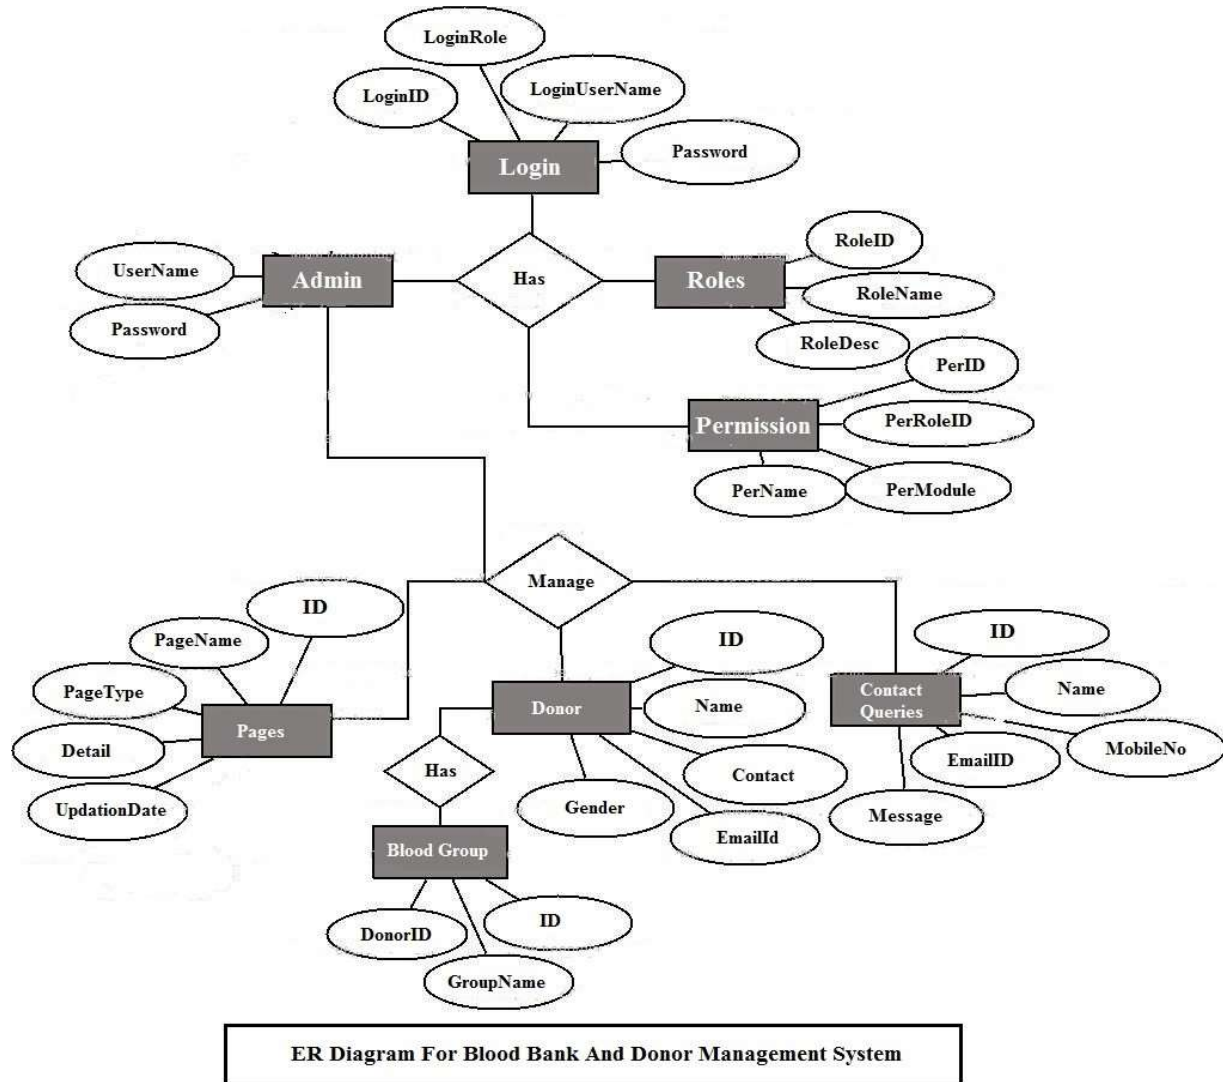 LoginRole
LoginID
LoginUserName
Password
Login
UserName
Admin
Has
Roles
RoleID
RoleName
Password
RoleDesc
PerID
Permission
PerRoleID
PerName
PerModule
Manage
ID
PageName
PageType
Pages
Detail
UpdationDate
ID
Donor
Name
Contact
Gender
EmailId
ID
Contact
Queries
Name
MobileNo
EmailID
Message
Has
Blood Group
DonorID
ID
GroupName
ER Diagram For Blood Bank And Donor Management System